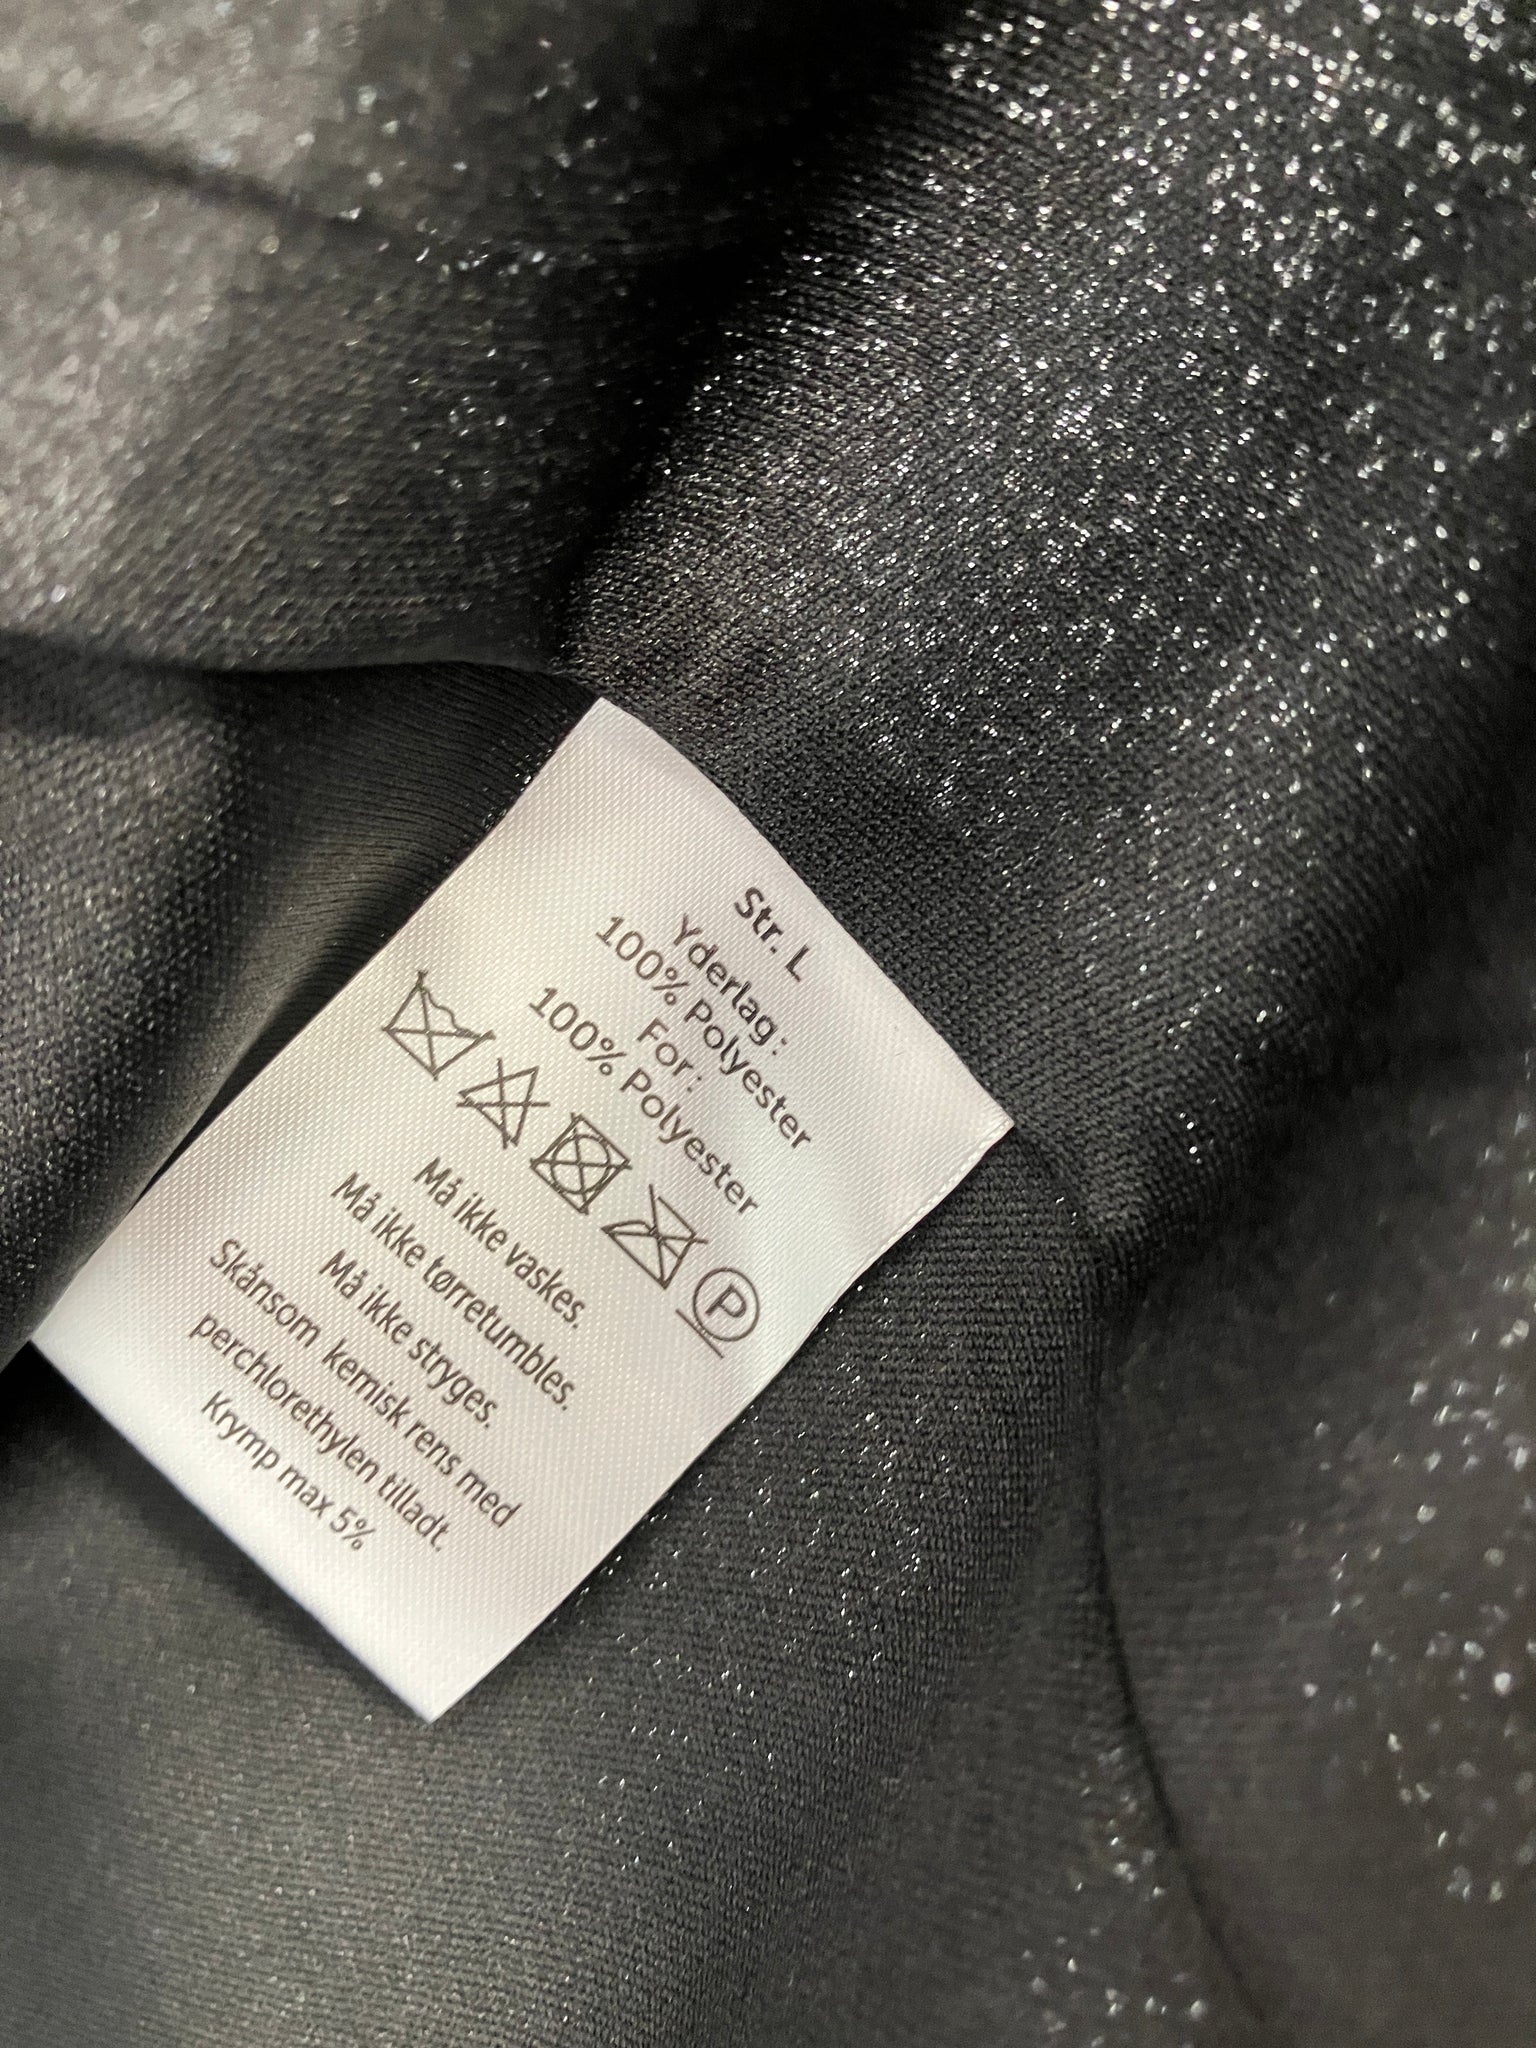 Str. L
Yderlag:
100% Polyester
For:
100% Polyester
P
Må ikke vaskes.
Må ikke tørretumbles.
Må ikke stryges.
Skånsom kemisk rens med
perchlorethylen tilladt.
Krymp max 5%